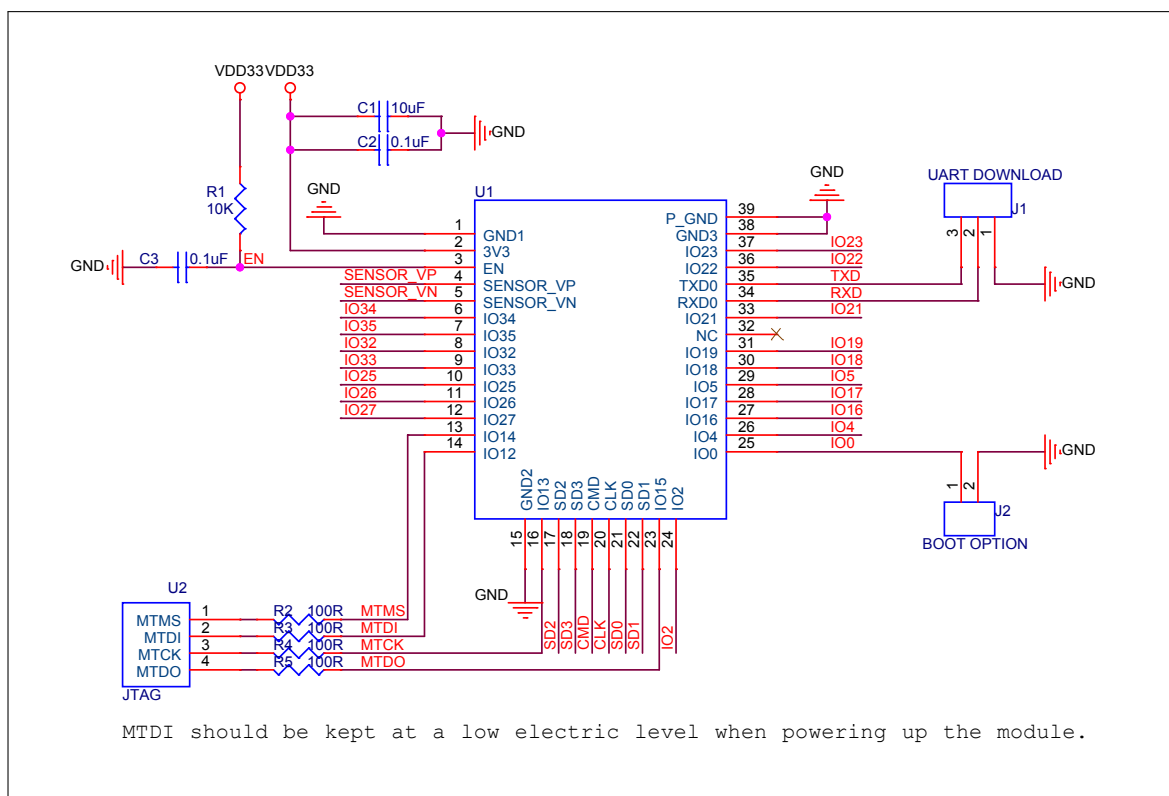 VDD33 VDD33
C1 10uF
GND
C2 0.1uF
R1
10K
GND
C3 0.1uF EN
GND
U1
1 GND1
2 3V3
3 EN
SENSOR_VP 4 SENSOR_VP
SENSOR_VN 5 SENSOR_VN
IO34 6 IO34
IO35 7 IO35
IO32 8 IO32
IO33 9 IO33
IO25 10 IO25
IO26 11 IO26
IO27 12 IO27
13 IO14
14 IO12
GND
P_GND 39
GND3 38
IO23 37 IO23
IO22 36 IO22
TXD0 35 TXD
RXD0 34 RXD
IO21 33 IO21
NC 32
IO19 31 IO19
IO18 30 IO18
IO5 29 IO5
IO17 28 IO17
IO16 27 IO16
IO4 26 IO4
IO0 25 IO0
UART DOWNLOAD
J1
3 2 1
GND
GND
1 2
J2
BOOT OPTION
GND2 IO13 SD2 SD3 CMD CLK SD0 SD1 IO15 IO2
15 16 17 18 19 20 21 22 23 24
GND
SD2 SD3 CMD CLK SD0 SD1 IO2
U2
MTMS 1 R2 100R MTMS
MTDI 2 R3 100R MTDI
MTCK 3 R4 100R MTCK
MTDO 4 R5 100R MTDO
JTAG
MTDI should be kept at a low electric level when powering up the module.